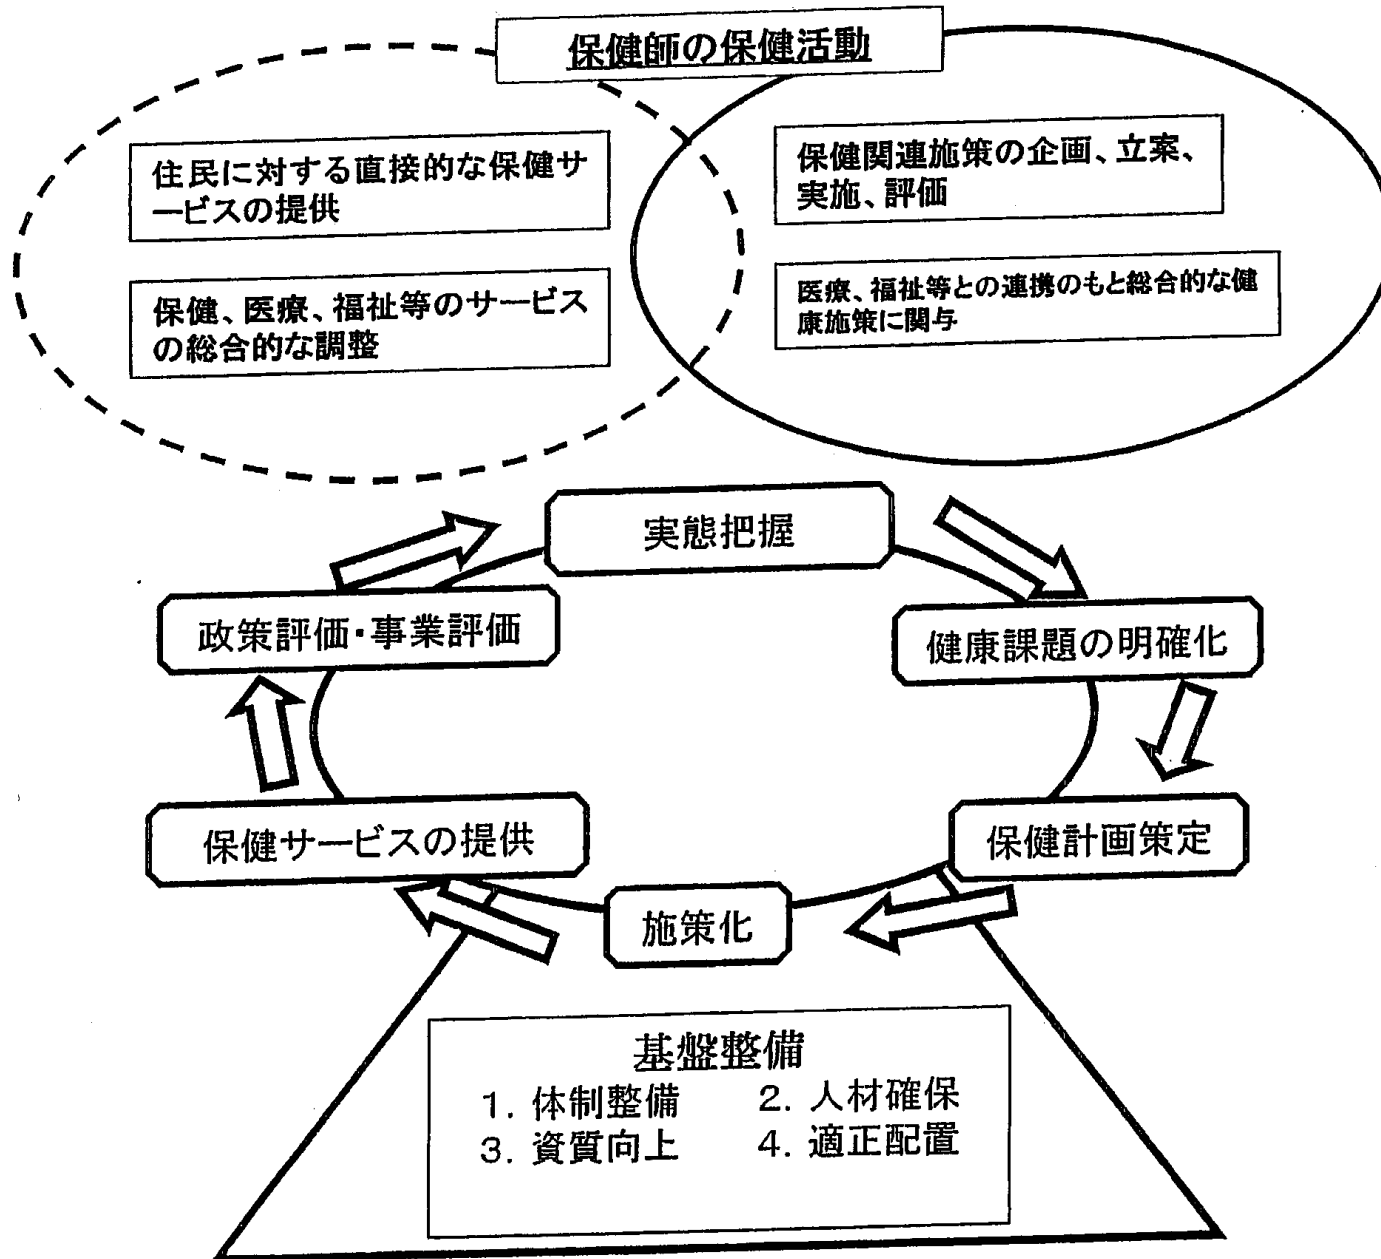 保健師の保健活動
住民に対する直接的な保健サ
ービスの提供
保健、医療、福祉等のサービス
の総合的な調整
保健関連施策の企画、立案、
実施、評価
医療、福祉等との連携のもと総合的な健
康施策に関与
実態把握
健康課題の明確化
保健計画策定
施策化
保健サービスの提供
政策評価・事業評価
基盤整備
1. 体制整備 2. 人材確保
3. 資質向上 4. 適正配置